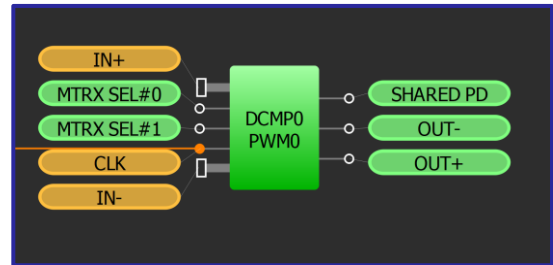 IN+
MTRX SEL#0
MTRX SEL#1
CLK
IN-
DCMP0
PWM0
SHARED PD
OUT-
OUT+